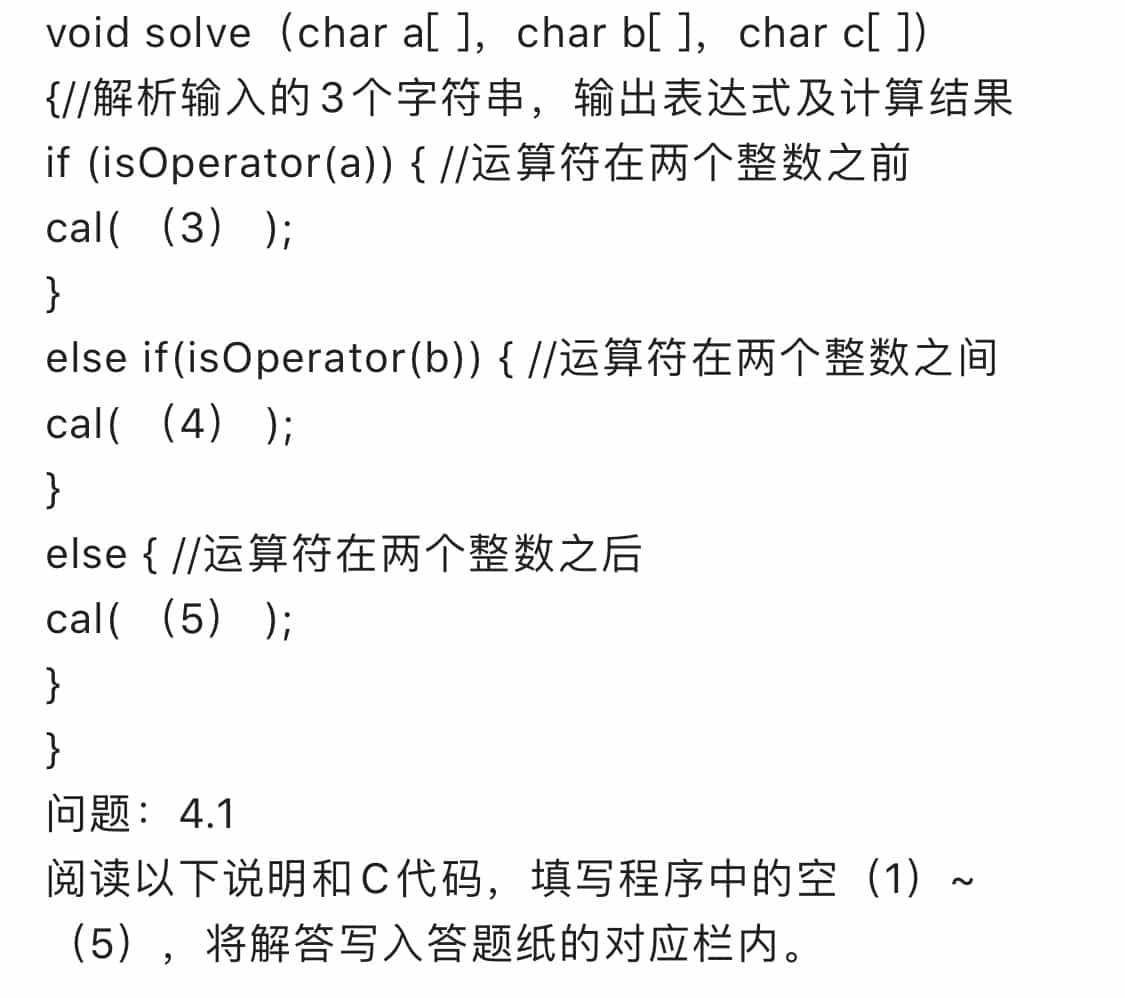 void solve（char a[ ]，char b[ ]，char c[ ])
{//解析输入的3个字符串，输出表达式及计算结果
if (isOperator(a)) { //运算符在两个整数之前
cal( （3） );
}
else if(isOperator(b)) { //运算符在两个整数之间
cal( （4） );
}
else { //运算符在两个整数之后
cal( （5） );
}
}
问题：4.1
阅读以下说明和C代码，填写程序中的空（1）~
（5），将解答写入答题纸的对应栏内。